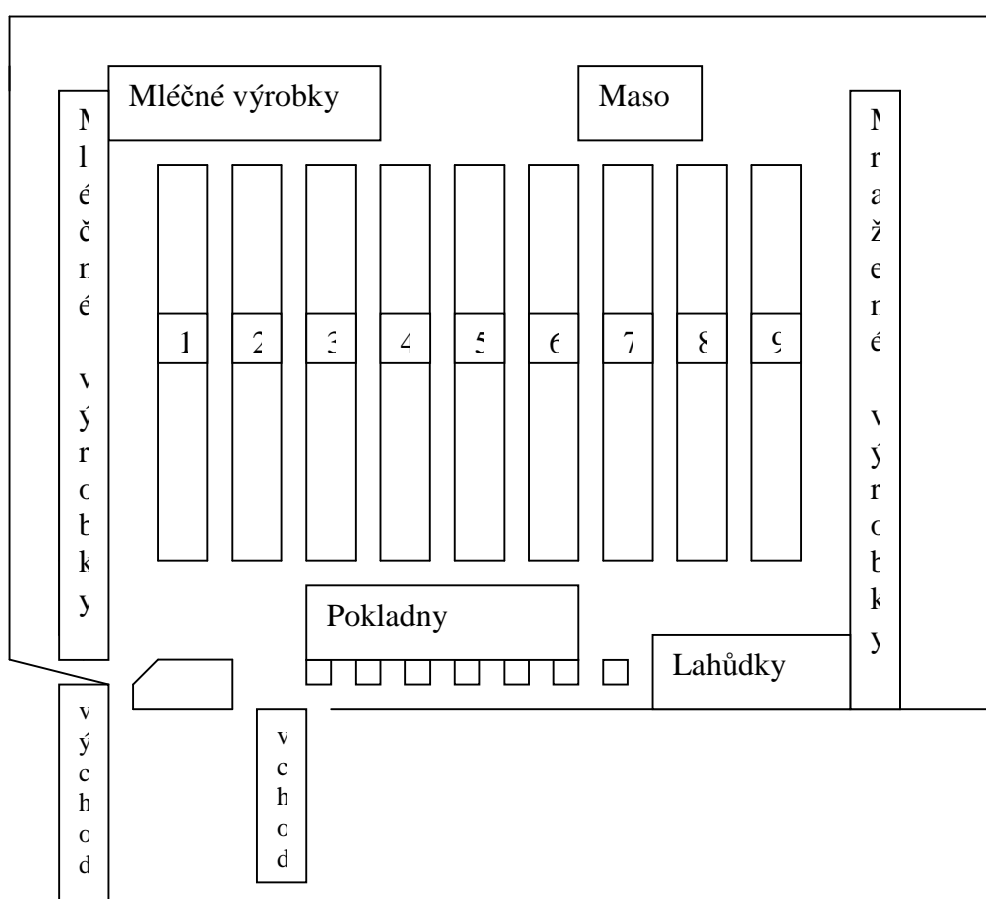 Mléčné výrobky
Maso
Mléčné výrobky
Mražené výrobky
1
2
3
4
5
6
7
8
9
Pokladny
Lahůdky
východ
vchod